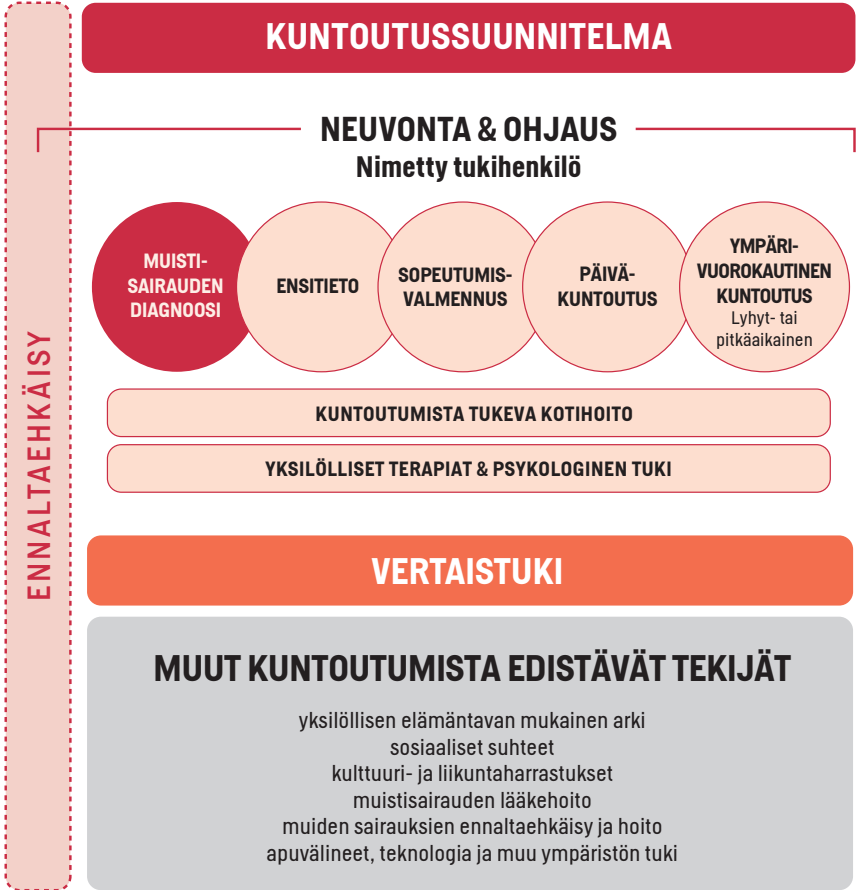 ENNALTAEHKÄISY
KUNTOUTUSSUUNNITELMA
NEUVONTA & OHJAUS
Nimetty tukihenkilö
MUISTI-
SAIRAUDEN
DIAGNOOSI
ENSITIETO
SOPEUTUMIS-
VALMENNUS
PÄIVÄ-
KUNTOUTUS
YMPÄRI-
VUOROKAUTINEN
KUNTOUTUS
Lyhyt- tai
pitkäaikainen
KUNTOUTUMISTA TUKEVA KOTIHOITO
YKSILÖLLISET TERAPIAT & PSYKOLOGINEN TUKI
VERTAISTUKI
MUUT KUNTOUTUMISTA EDISTÄVÄT TEKIJÄT
yksilöllisen elämäntavan mukainen arki
sosiaaliset suhteet
kulttuuri- ja liikuntaharrastukset
muistisairauden lääkehoito
muiden sairauksien ennaltaehkäisy ja hoito
apuvälineet, teknologia ja muu ympäristön tuki